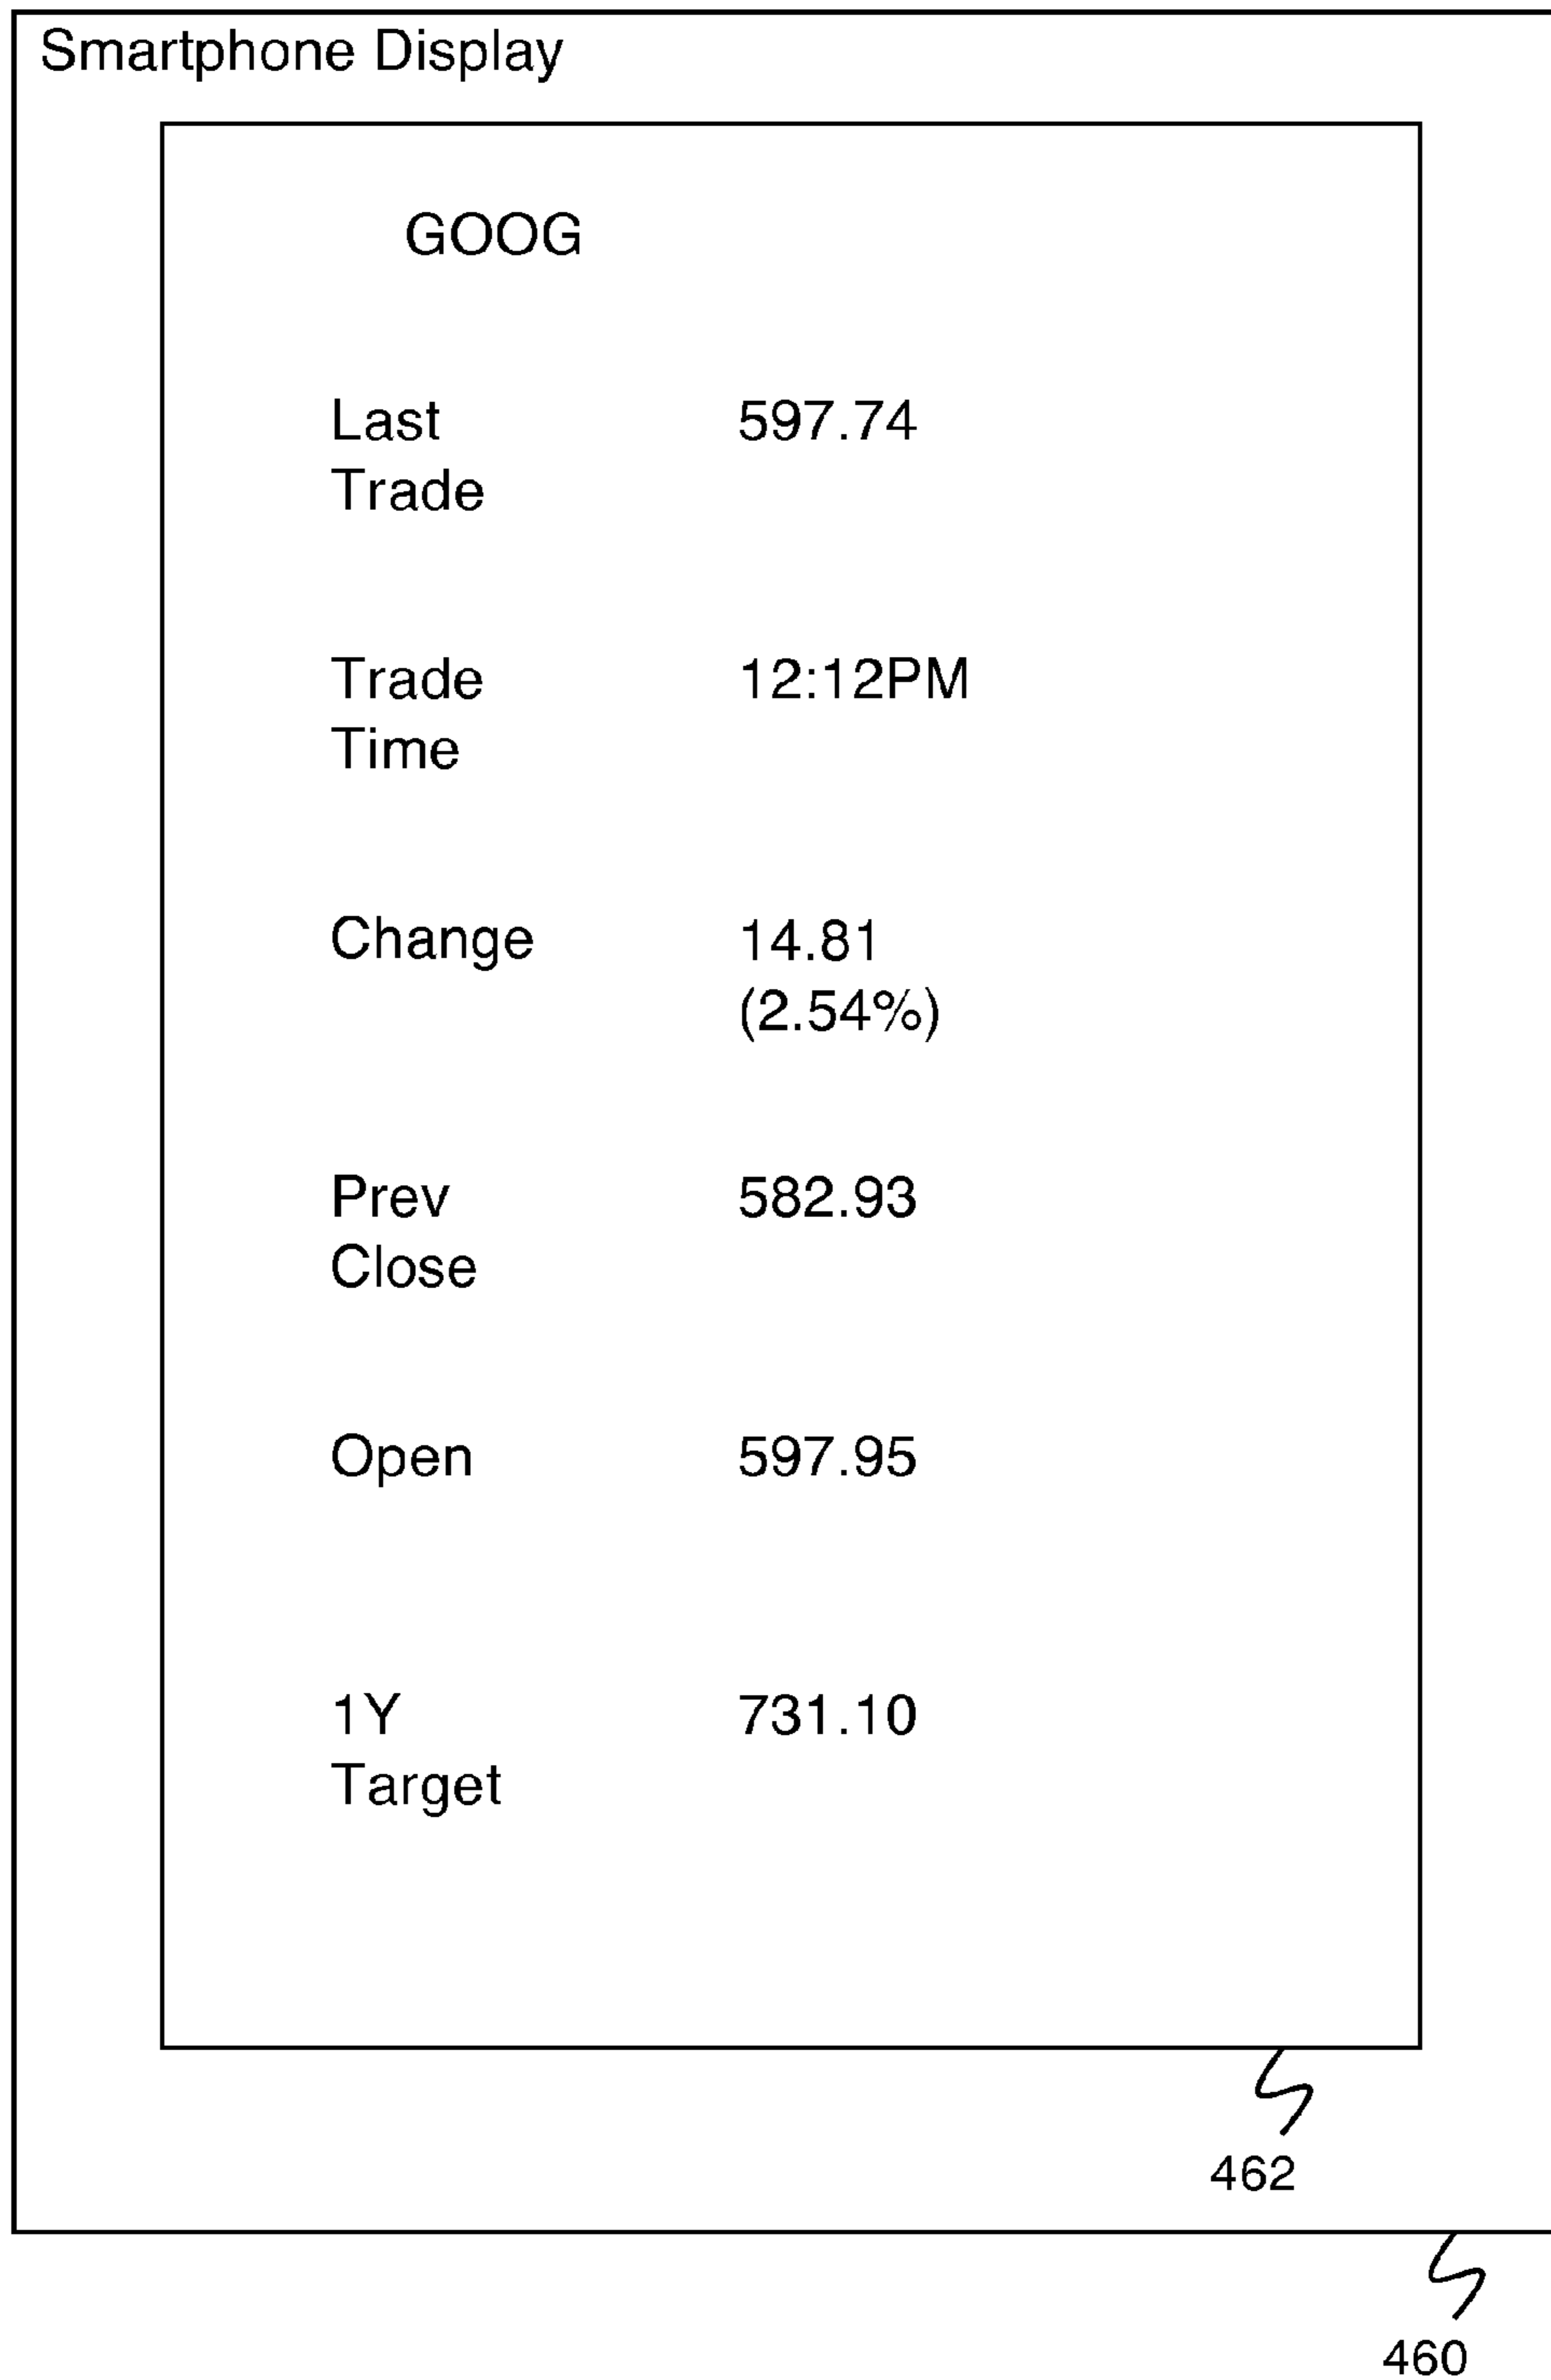 Smartphone Display
GOOG
Last 597.74
Trade
Trade 12:12PM
Time
Change 14.81
(2.54%)
Prev 582.93
Close
Open 597.95
1Y 731.10
Target
462
460